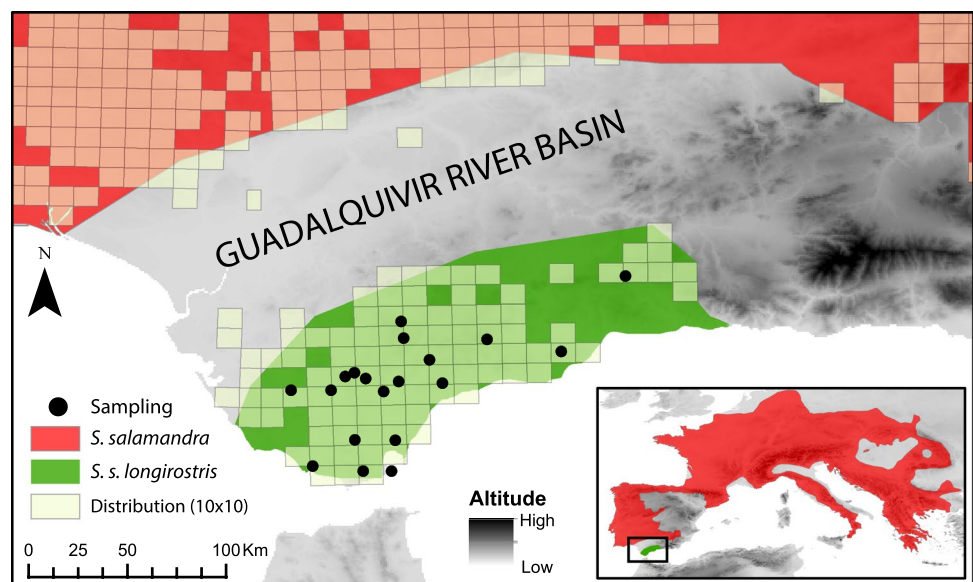 GUADALQUIVIR RIVER BASIN
N
Sampling
S. salamandra
S. s. longirostris
Distribution (10x10)
0 25 50 100 Km
Altitude
High
Low